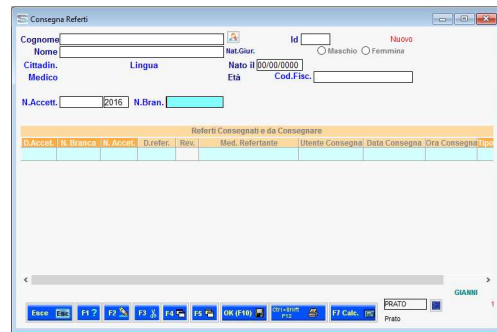 Consegna Referti
Cognome Id Nuovo
Nome Nat.Giur. Maschio Femmina
Cittadin. Lingua Nato il 00/00/0000
Medico Età Cod.Fisc.
N.Accett. 2016 N.Bran.
Referti Consegnati e da Consegnare
D.Accet. N. Branca N. Accet. D.refer. Rev. Med. Refertante Utente Consegna Data Consegna Ora Consegna Tipo
GIANNI
Esce Esc F1 ? F2 F3 F4 F5 OK (F10) Ctrl+Shift F12 F7 Calc. PRATO 1
Prato